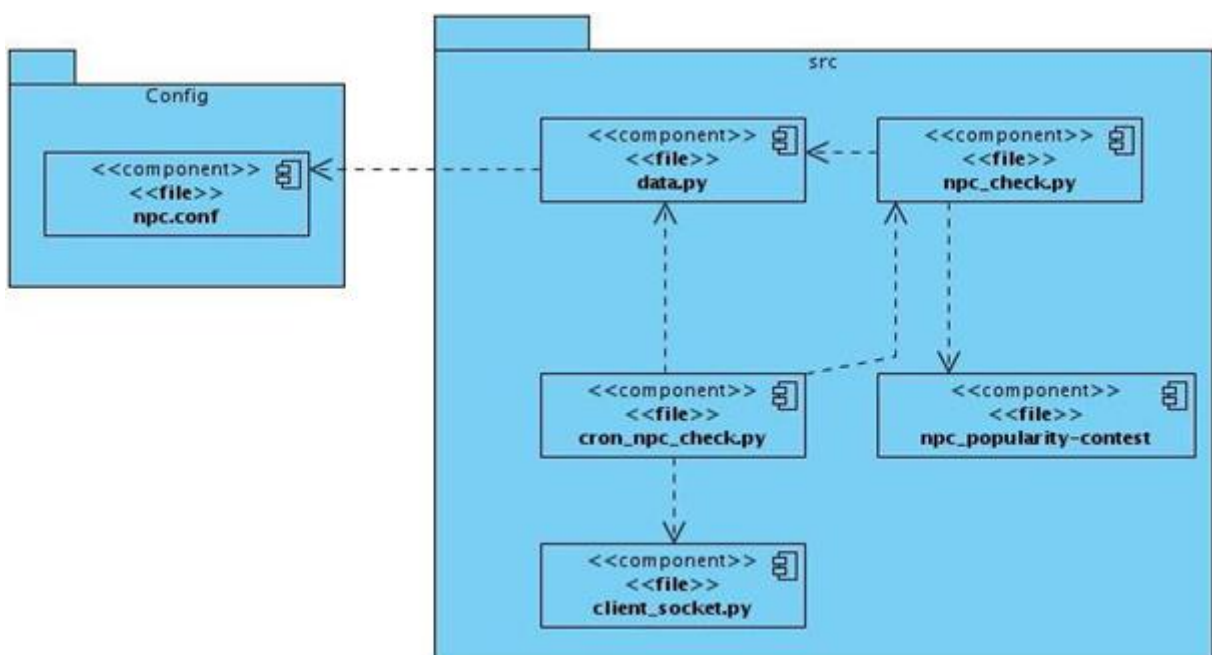 Config
<<component>>
<<file>>
npc.conf
src
<<component>>
<<file>>
data.py
<<component>>
<<file>>
npc_check.py
<<component>>
<<file>>
cron_npc_check.py
<<component>>
<<file>>
npc_popularity-contest
<<component>>
<<file>>
client_socket.py